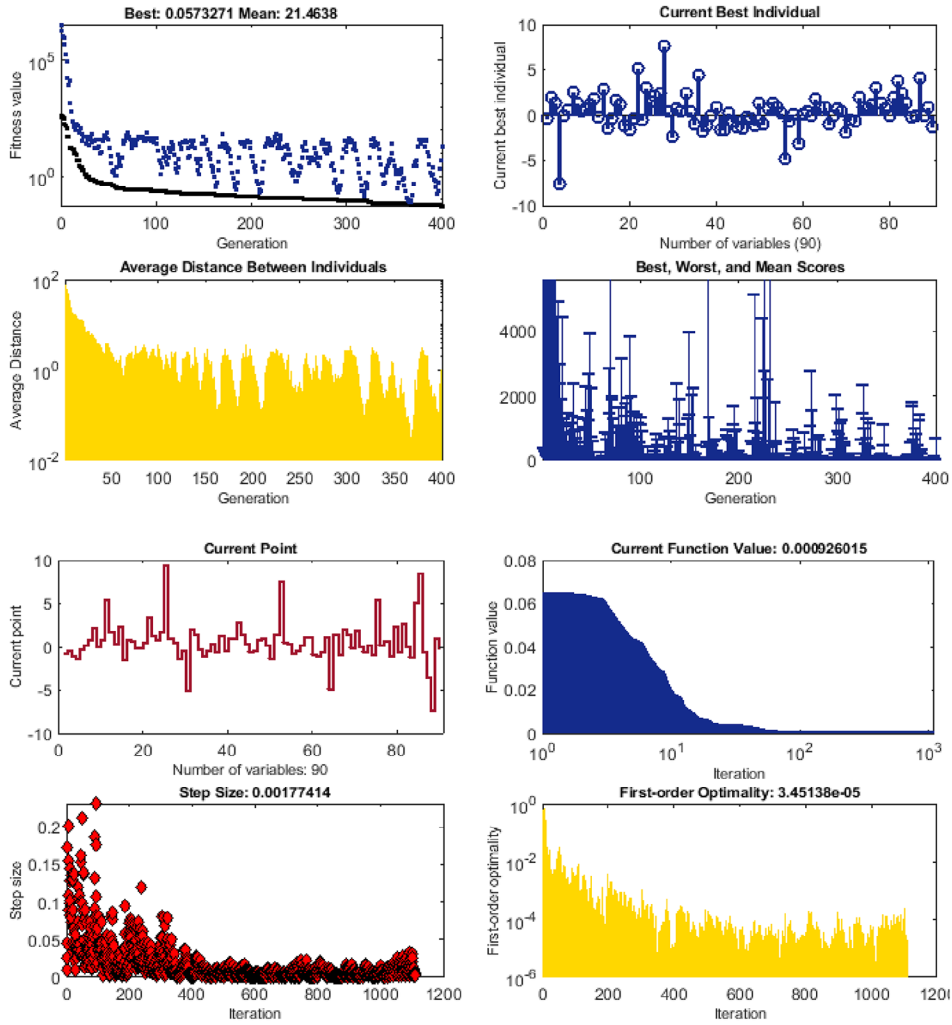 Best: 0.0573271 Mean: 21.4638
Fitness value
10^5
10^0
0 100 200 300 400
Generation
Current Best Individual
Current best individual
10
5
0
-5
-10
0 20 40 60 80
Number of variables (90)
Average Distance Between Individuals
Average Distance
10^2
10^0
10^-2
50 100 150 200 250 300 350 400
Generation
Best, Worst, and Mean Scores
4000
2000
0
100 200 300 400
Generation
Current Point
Current point
10
5
0
-5
-10
0 20 40 60 80
Number of variables: 90
Current Function Value: 0.000926015
Function value
0.08
0.06
0.04
0.02
0
10^0 10^1 10^2 10^3
Iteration
Step Size: 0.00177414
Step size
0.2
0.15
0.1
0.05
0
0 200 400 600 800 1000 1200
Iteration
First-order Optimality: 3.45138e-05
First-order optimality
10^0
10^-2
10^-4
10^-6
0 200 400 600 800 1000 120
Iteration